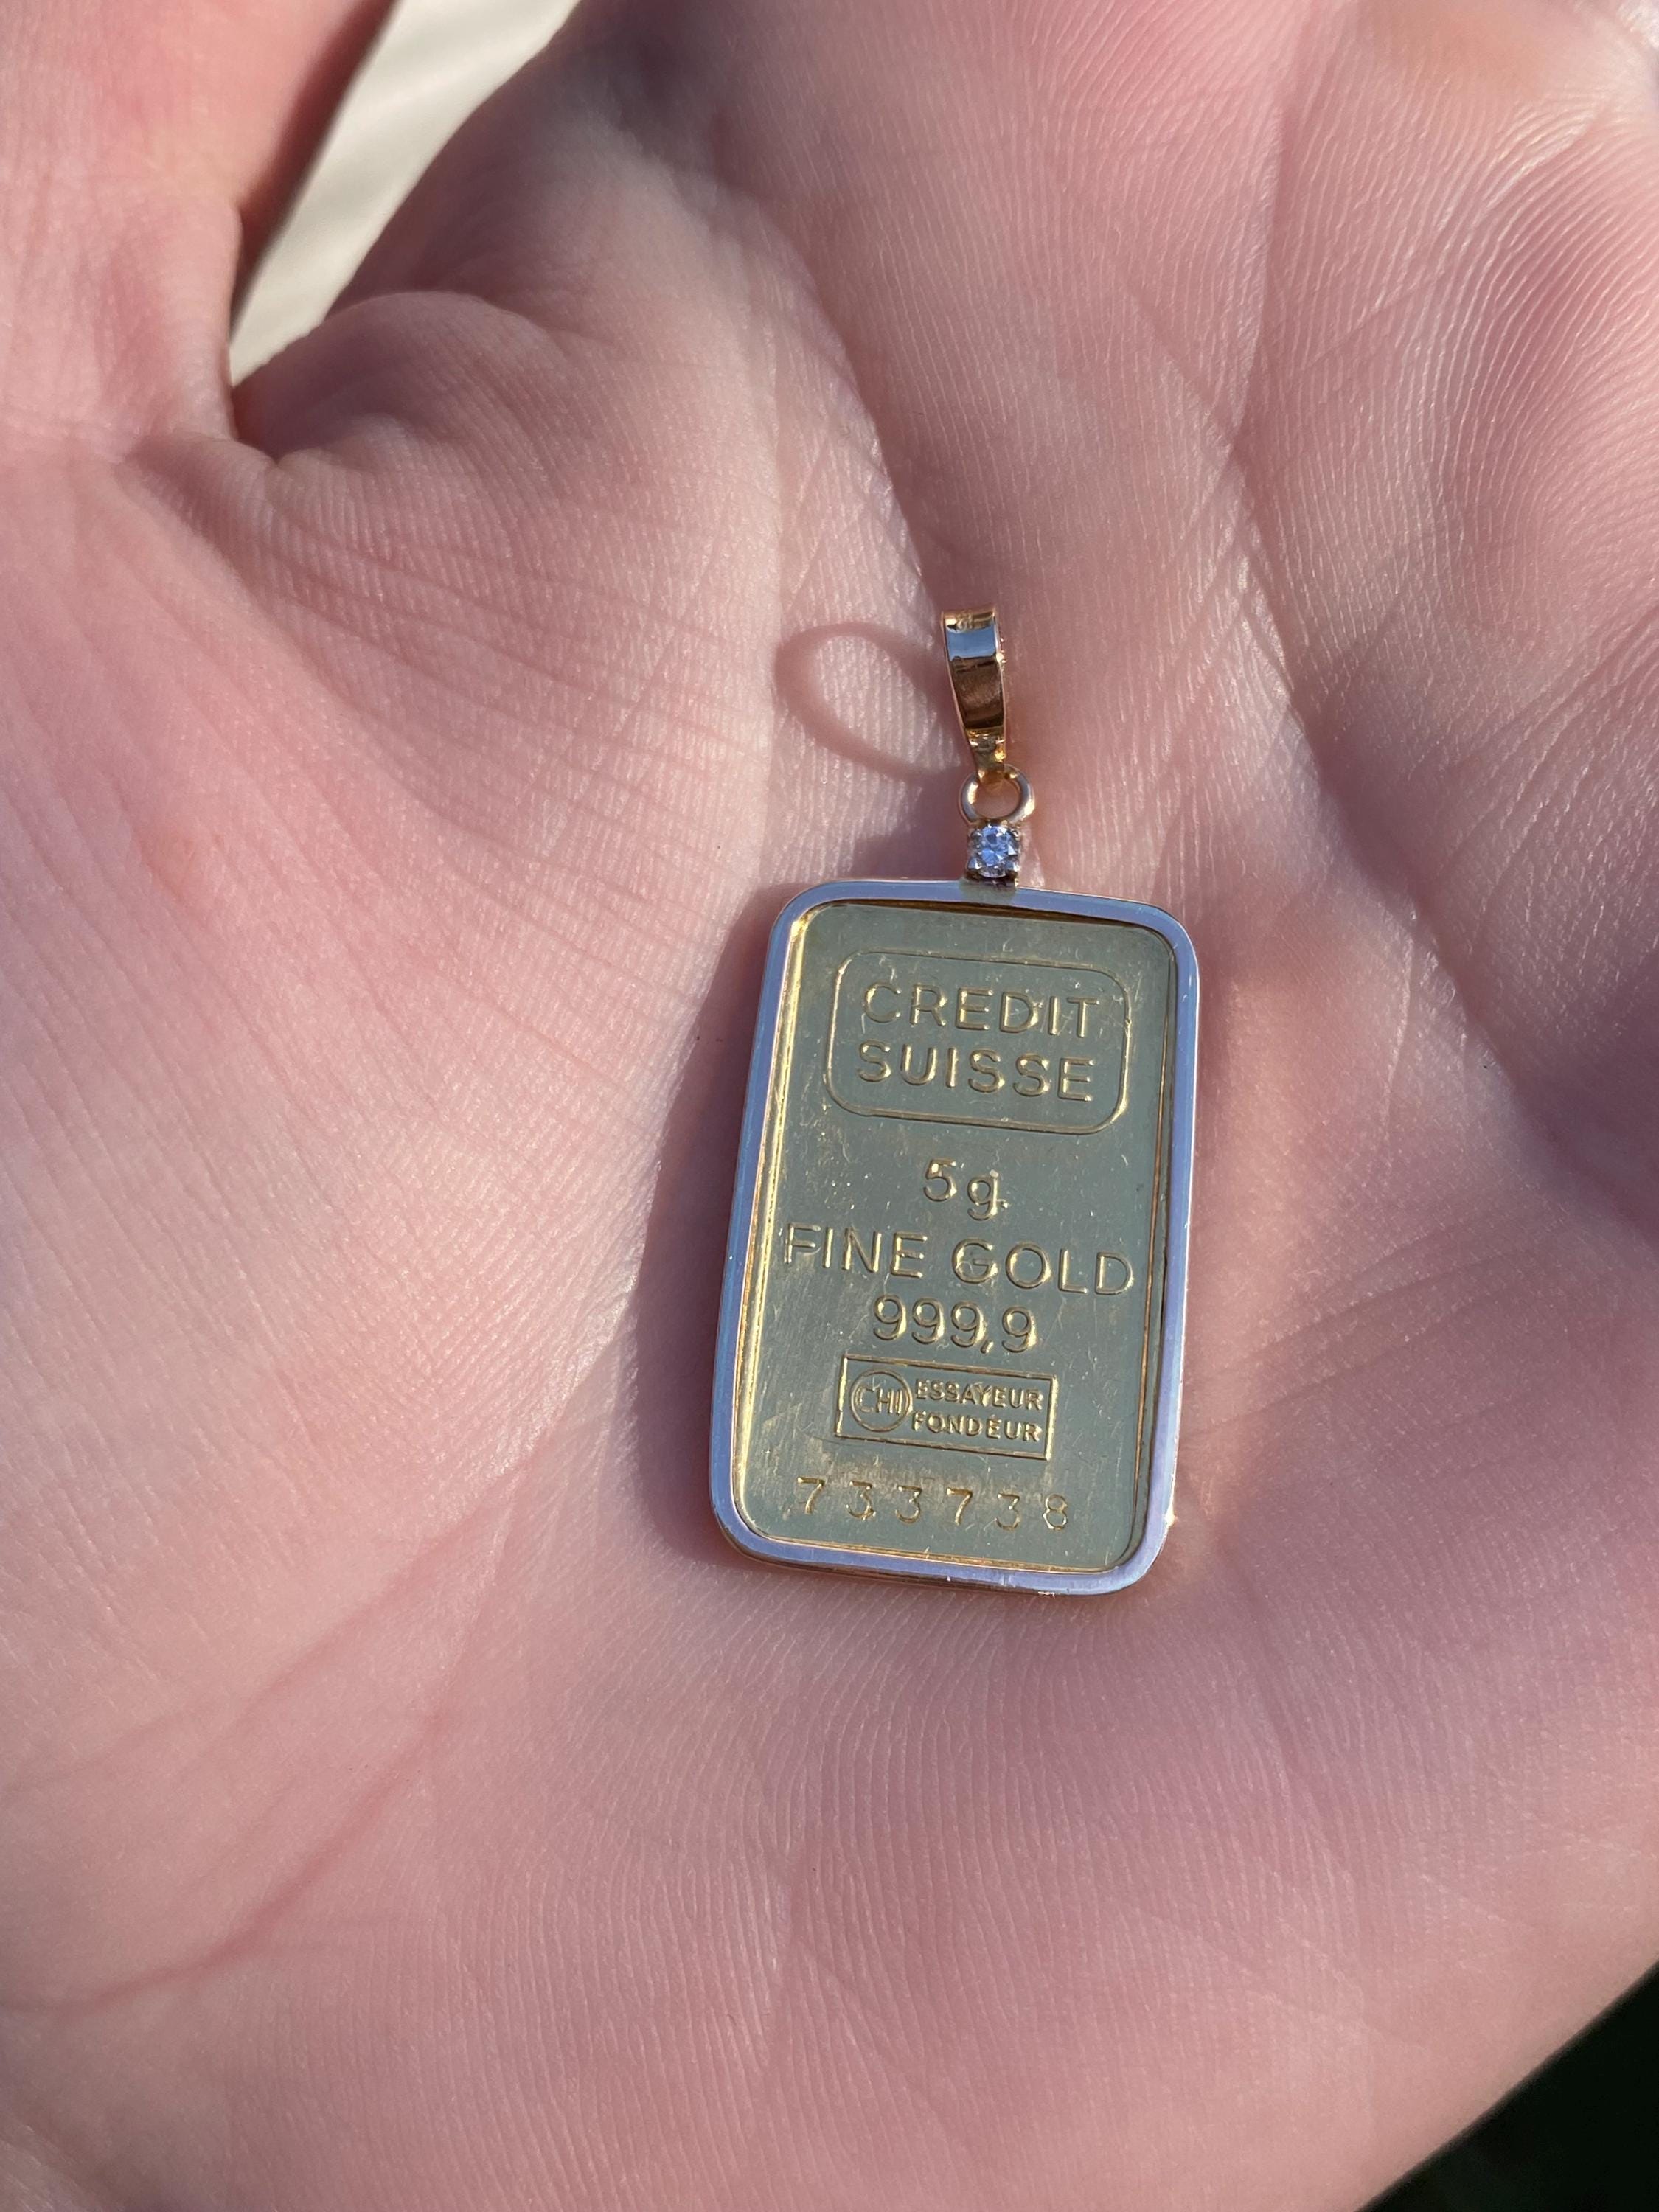 CREDIT
SUISSE
5g
FINE GOLD
999,9
CHI ESSAYEUR
FONDEUR
733738